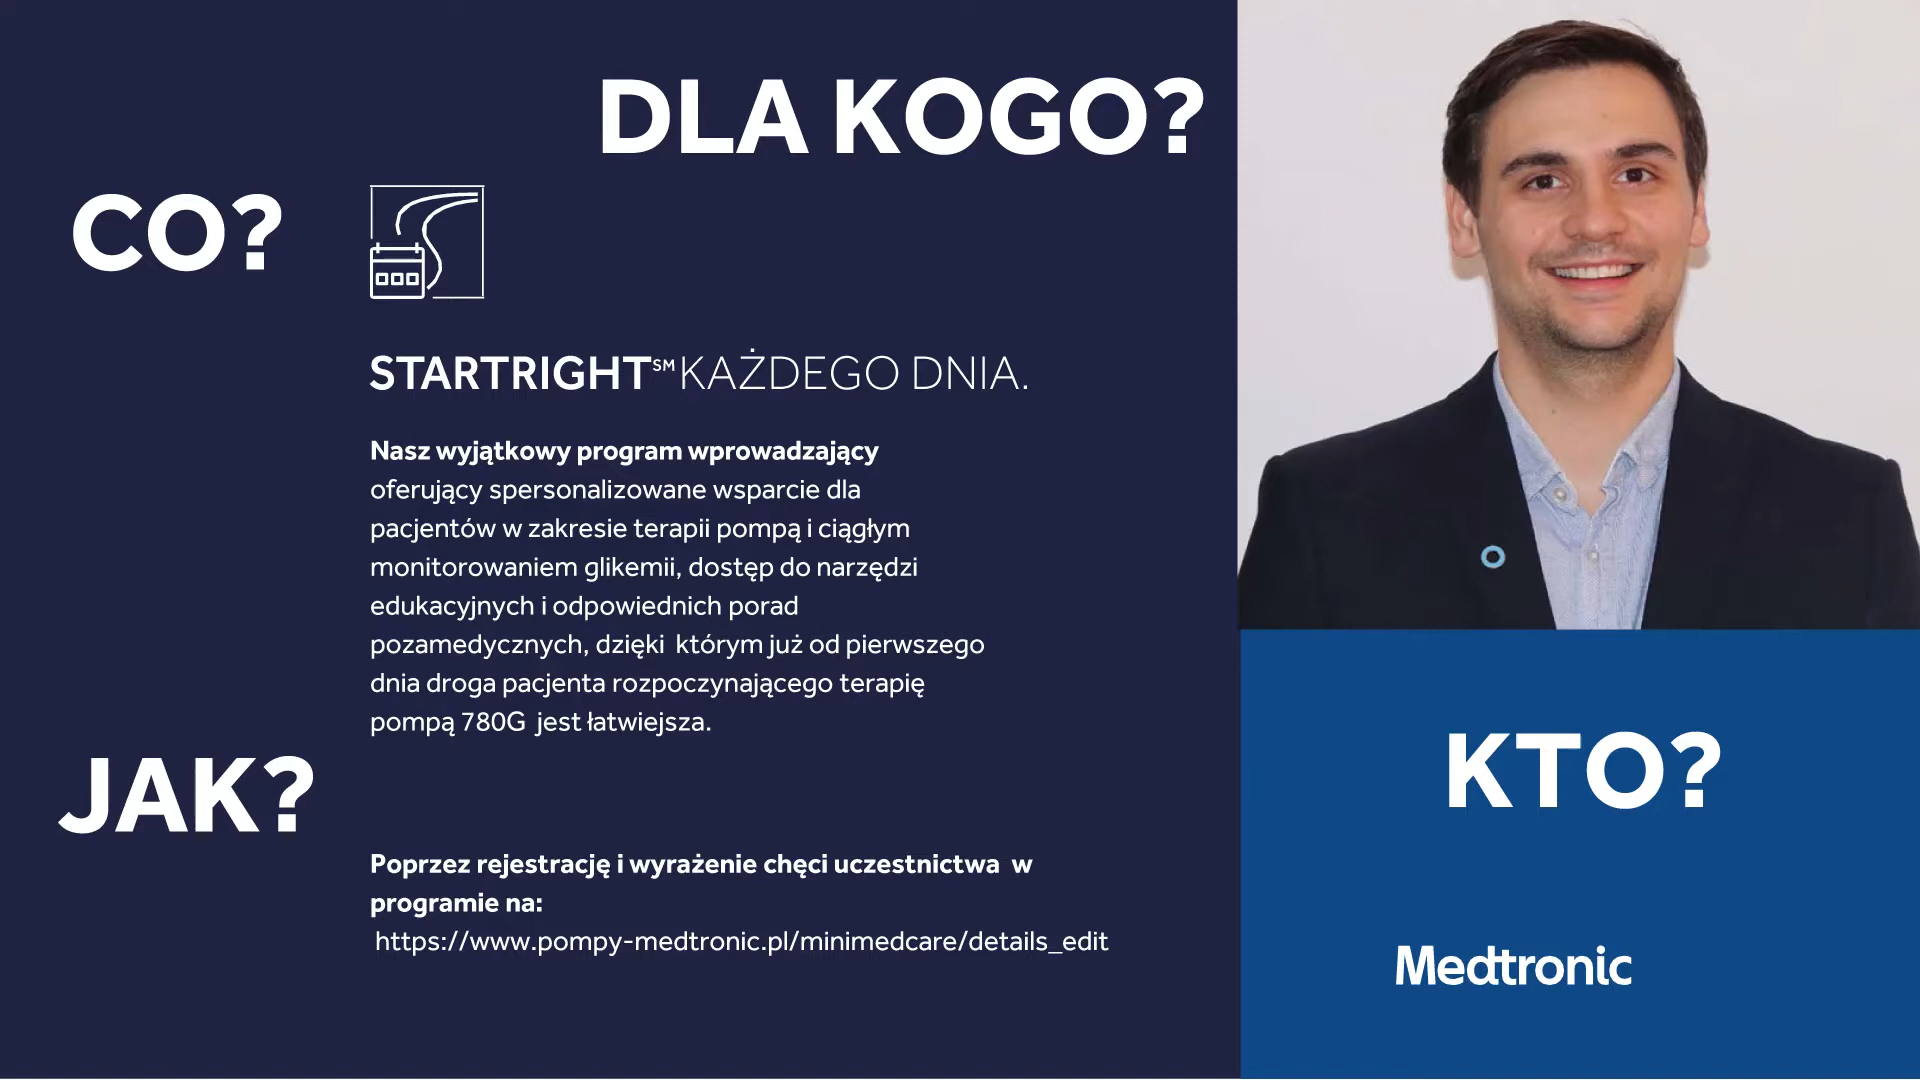 DLA KOGO?
CO?
STARTRIGHT℠ KAŻDEGO DNIA.
Nasz wyjątkowy program wprowadzający
oferujący spersonalizowane wsparcie dla
pacjentów w zakresie terapii pompą i ciągłym
monitorowaniem glikemii, dostęp do narzędzi
edukacyjnych i odpowiednich porad
pozamedycznych, dzięki  którym już od pierwszego
dnia droga pacjenta rozpoczynającego terapię
pompą 780G  jest łatwiejsza.
JAK?
Poprzez rejestrację i wyrażenie chęci uczestnictwa  w
programie na:
https://www.pompy-medtronic.pl/minimedcare/details_edit
KTO?
Medtronic